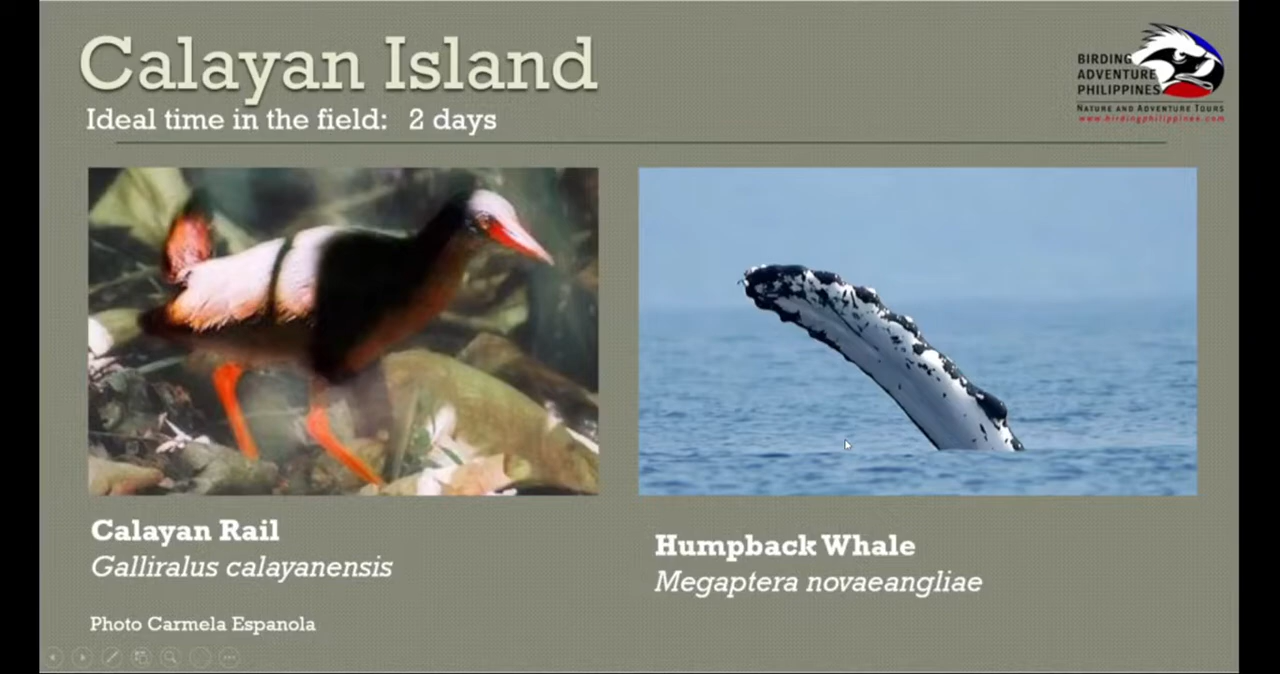 Calayan Island
Ideal time in the field: 2 days
BIRDING
ADVENTURE
PHILIPPINES
NATURE AND ADVENTURE TOURS
www.birdingphilippines.com
Calayan Rail
Galliralus calayanensis
Photo Carmela Espanola
Humpback Whale
Megaptera novaeangliae